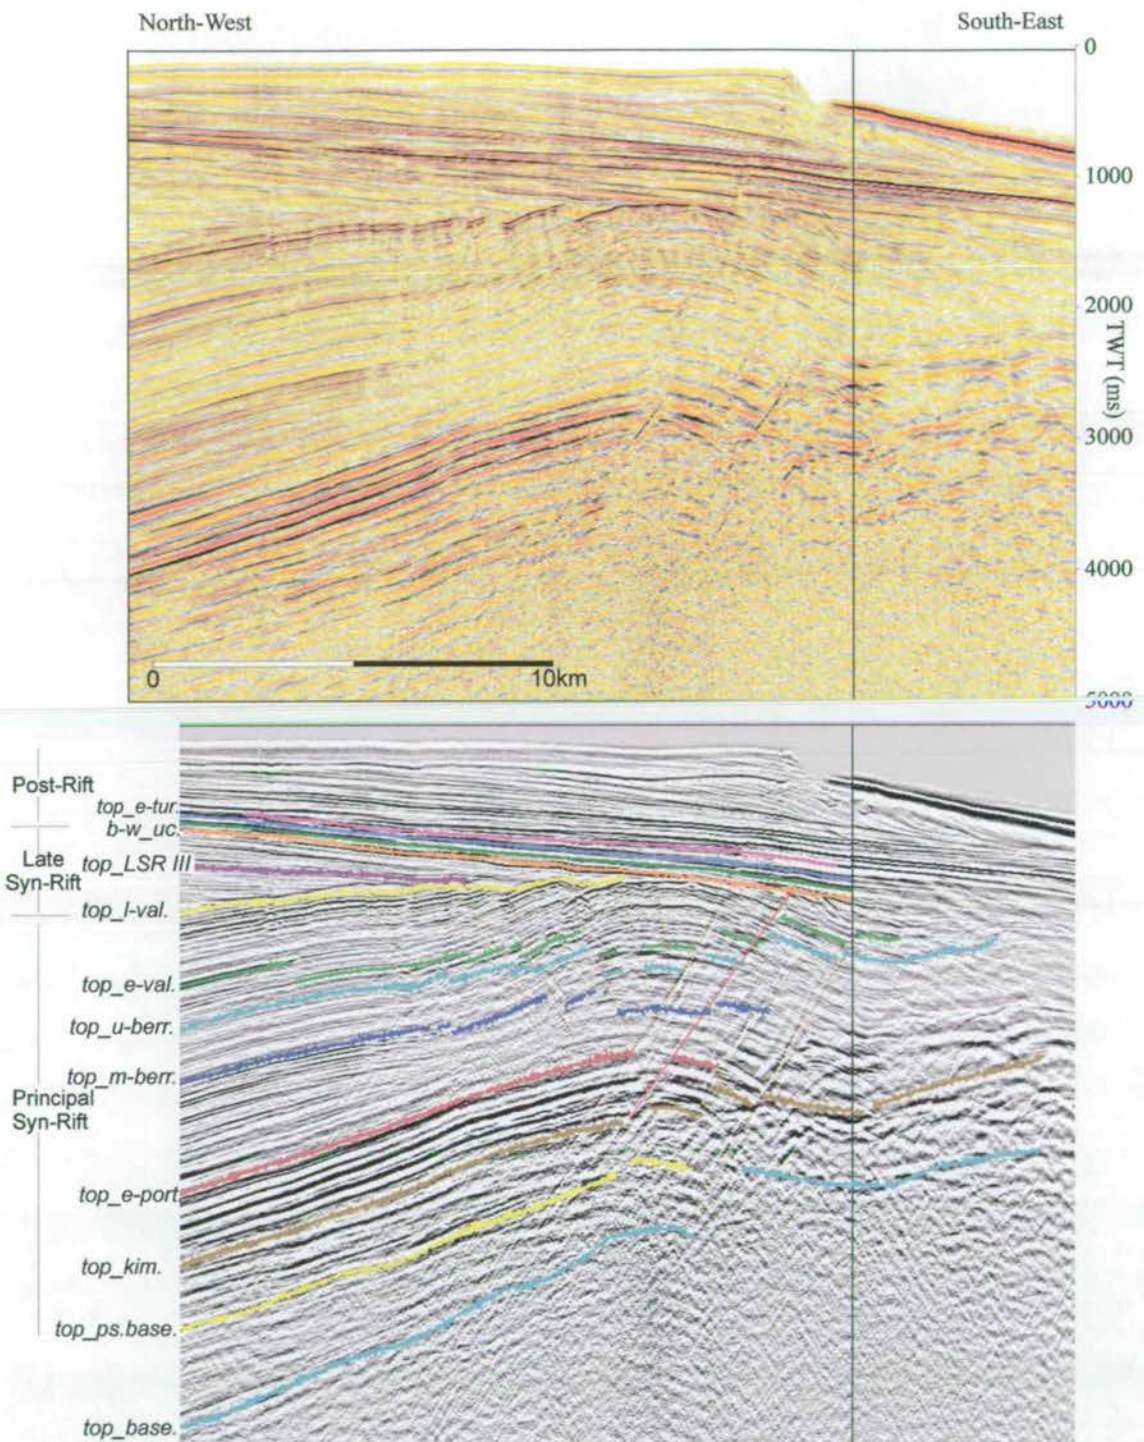 North-West
South-East
0
1000
2000
TWT (ms)
3000
4000
0
10km
5000
Post-Rift
top_e-tur.
b-w_uc.
Late
Syn-Rift
top_LSR III
top_l-val.
top_e-val.
top_u-berr.
top_m-berr.
Principal
Syn-Rift
top_e-port
top_kim.
top_ps.base.
top_base.